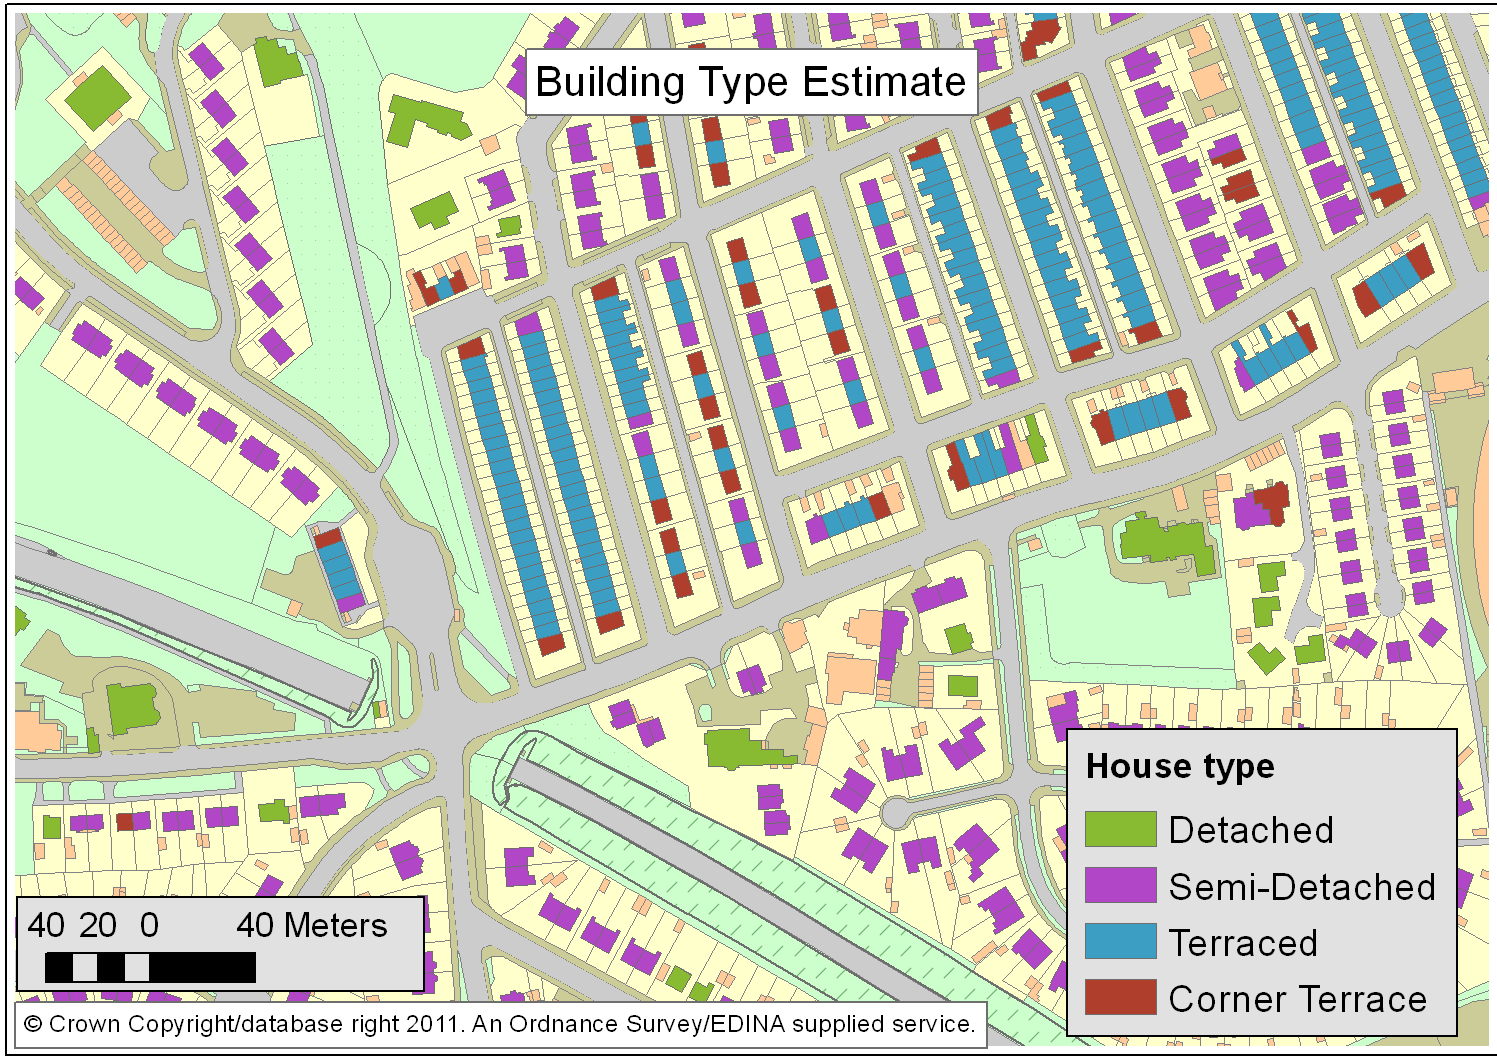 Building Type Estimate
House type
Detached
Semi-Detached
Terraced
Corner Terrace
40 20 0 40 Meters
© Crown Copyright/database right 2011. An Ordnance Survey/EDINA supplied service.